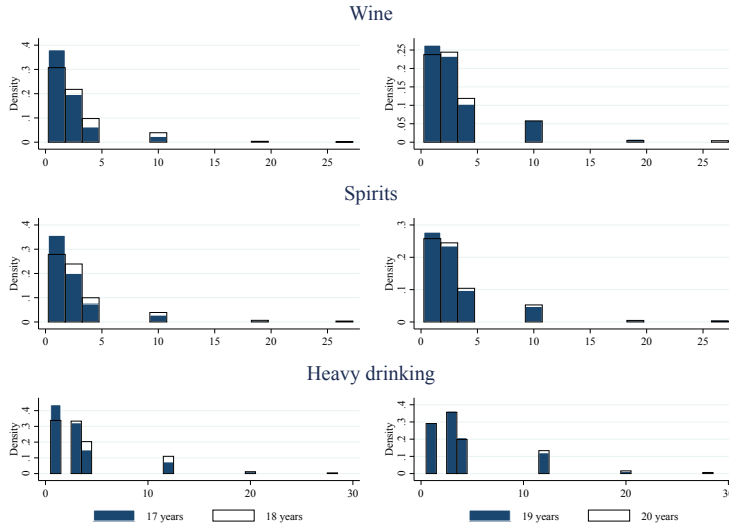 Wine
Density
0 .1 .2 .3 .4
0 5 10 15 20 25
Density
0 .05 .1 .15 .2 .25
0 5 10 15 20 25
Spirits
Density
0 .1 .2 .3 .4
0 5 10 15 20 25
Density
0 .1 .2 .3
0 5 10 15 20 25
Heavy drinking
Density
0 .1 .2 .3 .4
0 10 20 30
17 years 18 years
Density
0 .1 .2 .3 .4
0 10 20 30
19 years 20 years